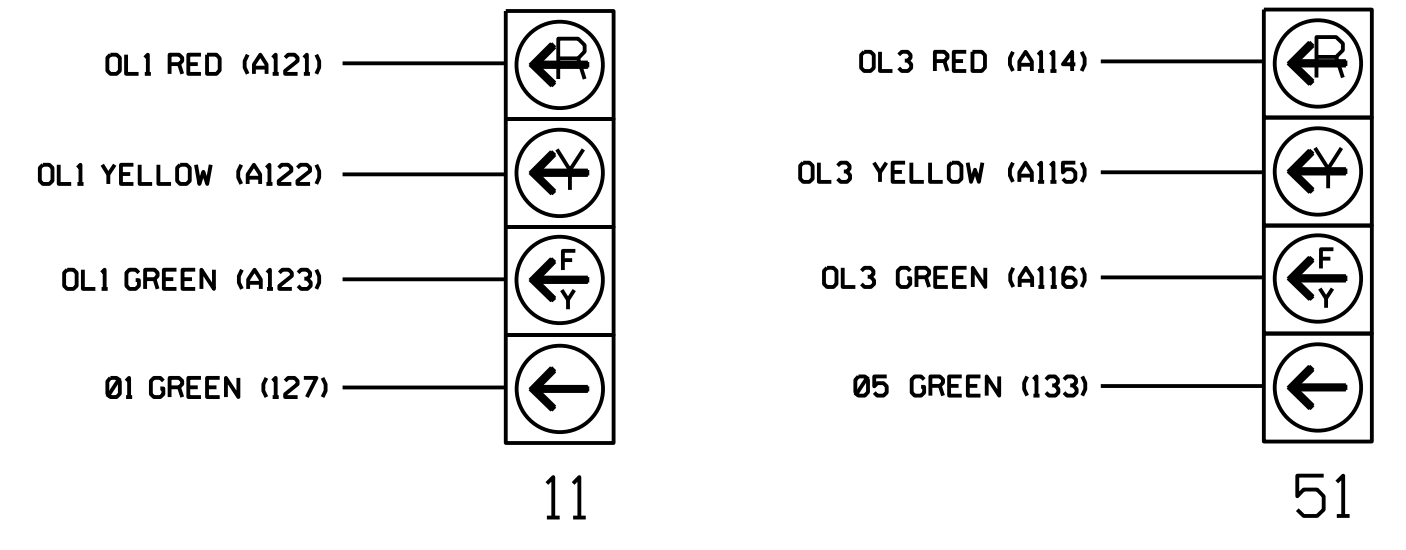 OL1 RED (A121)
R
OL1 YELLOW (A122)
Y
OL1 GREEN (A123)
F
Y
Ø1 GREEN (127)
11
OL3 RED (A114)
R
OL3 YELLOW (A115)
Y
OL3 GREEN (A116)
F
Y
Ø5 GREEN (133)
51